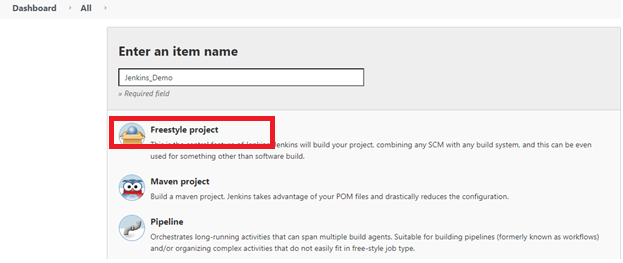 Dashboard All
Enter an item name
Jenkins_Demo
» Required field
Freestyle project
This is the central feature of Jenkins. Jenkins will build your project, combining any SCM with any build system, and this can be even
used for something other than software build.
Maven project
Build a maven project. Jenkins takes advantage of your POM files and drastically reduces the configuration.
Pipeline
Orchestrates long-running activities that can span multiple build agents. Suitable for building pipelines (formerly known as workflows)
and/or organizing complex activities that do not easily fit in free-style job type.